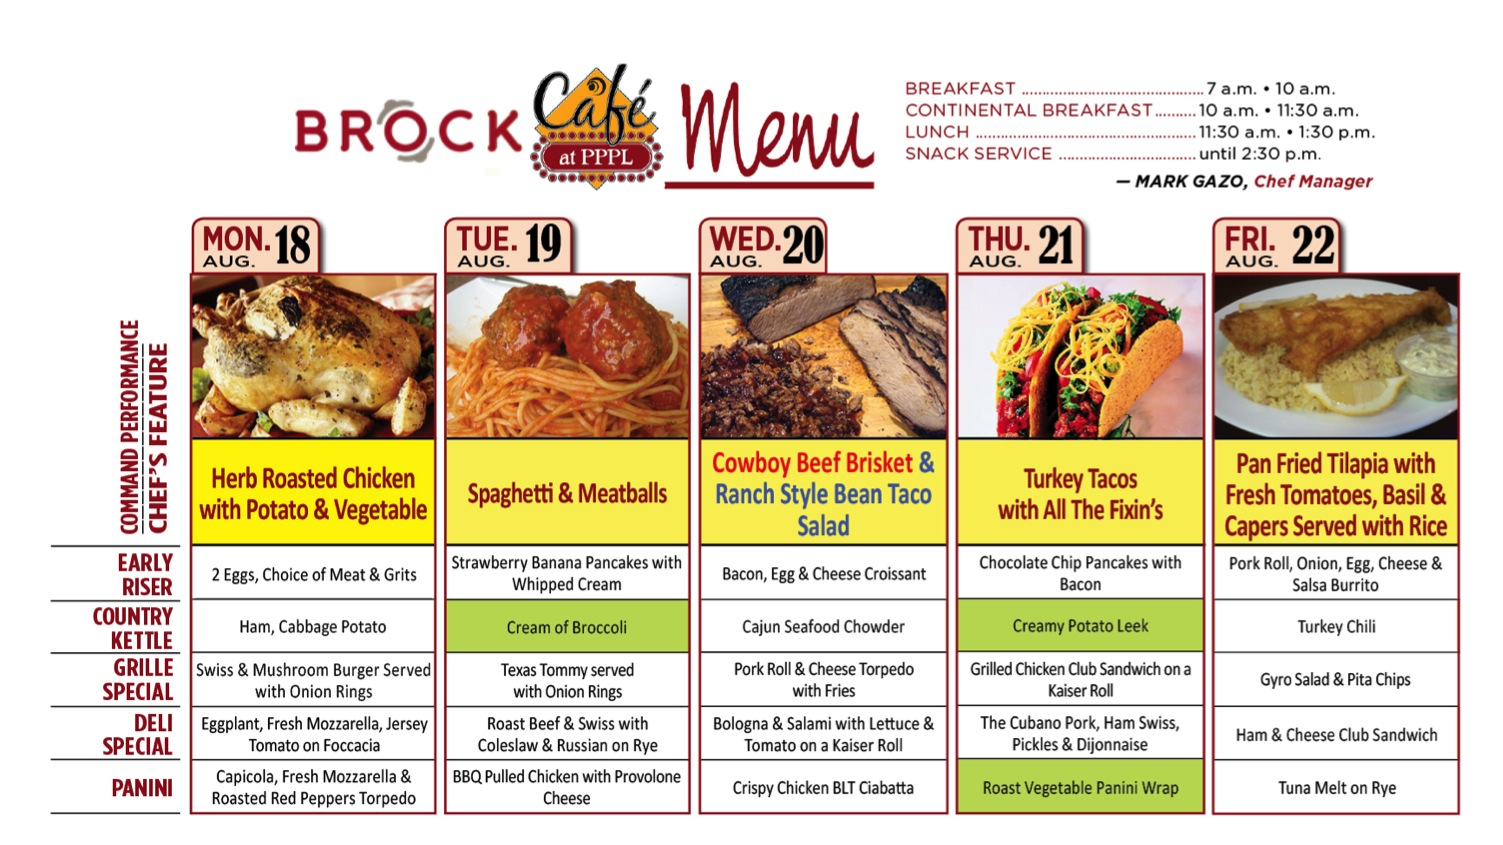 BROCK
Café
at PPPL
Menu
BREAKFAST ............................................. 7 a.m. • 10 a.m.
CONTINENTAL BREAKFAST.......... 10 a.m. • 11:30 a.m.
LUNCH ....................................................... 11:30 a.m. • 1:30 p.m.
SNACK SERVICE .................................. until 2:30 p.m.
— MARK GAZO, Chef Manager
MON. 18
AUG.
TUE. 19
AUG.
WED. 20
AUG.
THU. 21
AUG.
FRI. 22
AUG.
COMMAND PERFORMANCE
CHEF'S FEATURE
Herb Roasted Chicken
with Potato & Vegetable
Spaghetti & Meatballs
Cowboy Beef Brisket &
Ranch Style Bean Taco
Salad
Turkey Tacos
with All The Fixin's
Pan Fried Tilapia with
Fresh Tomatoes, Basil &
Capers Served with Rice
EARLY
RISER
2 Eggs, Choice of Meat & Grits
Strawberry Banana Pancakes with
Whipped Cream
Bacon, Egg & Cheese Croissant
Chocolate Chip Pancakes with
Bacon
Pork Roll, Onion, Egg, Cheese &
Salsa Burrito
COUNTRY
KETTLE
Ham, Cabbage Potato
Cream of Broccoli
Cajun Seafood Chowder
Creamy Potato Leek
Turkey Chili
GRILLE
SPECIAL
Swiss & Mushroom Burger Served
with Onion Rings
Texas Tommy served
with Onion Rings
Pork Roll & Cheese Torpedo
with Fries
Grilled Chicken Club Sandwich on a
Kaiser Roll
Gyro Salad & Pita Chips
DELI
SPECIAL
Eggplant, Fresh Mozzarella, Jersey
Tomato on Foccacia
Roast Beef & Swiss with
Coleslaw & Russian on Rye
Bologna & Salami with Lettuce &
Tomato on a Kaiser Roll
The Cubano Pork, Ham Swiss,
Pickles & Dijonnaise
Ham & Cheese Club Sandwich
PANINI
Capicola, Fresh Mozzarella &
Roasted Red Peppers Torpedo
BBQ Pulled Chicken with Provolone
Cheese
Crispy Chicken BLT Ciabatta
Roast Vegetable Panini Wrap
Tuna Melt on Rye